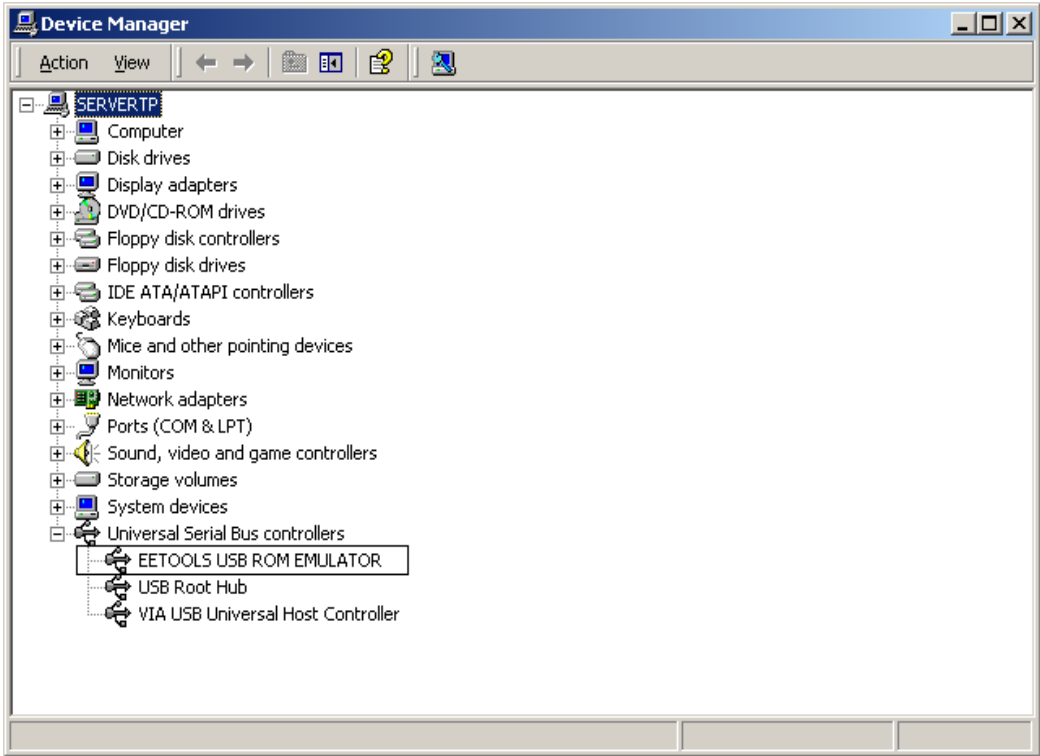 Device Manager
Action View
SERVERTP
Computer
Disk drives
Display adapters
DVD/CD-ROM drives
Floppy disk controllers
Floppy disk drives
IDE ATA/ATAPI controllers
Keyboards
Mice and other pointing devices
Monitors
Network adapters
Ports (COM & LPT)
Sound, video and game controllers
Storage volumes
System devices
Universal Serial Bus controllers
EETOOLS USB ROM EMULATOR
USB Root Hub
VIA USB Universal Host Controller